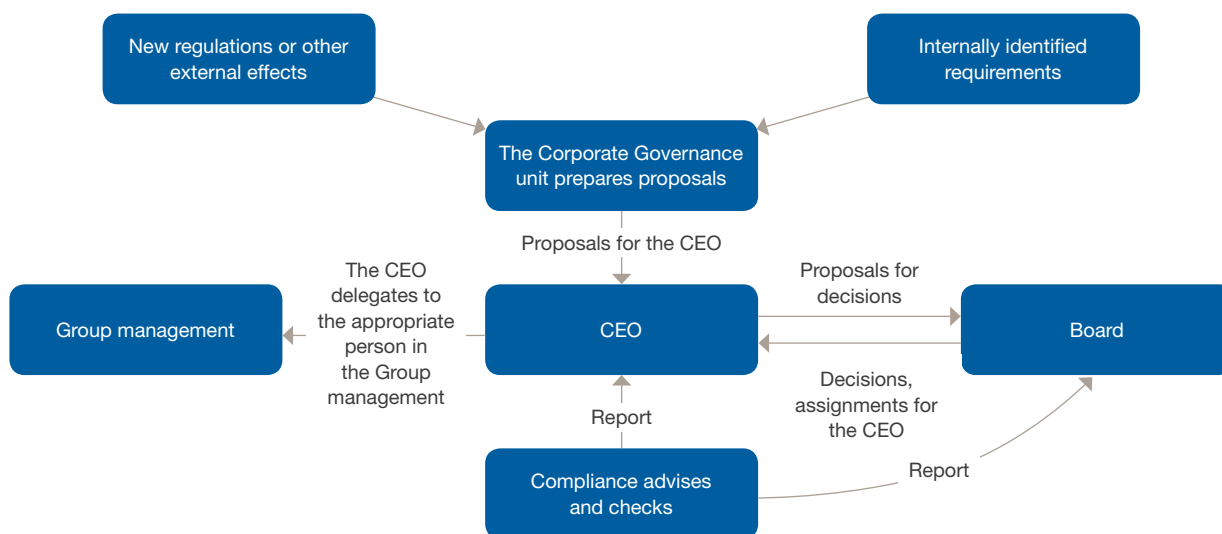 New regulations or other
external effects
Internally identified
requirements
The Corporate Governance
unit prepares proposals
Proposals for the CEO
Group management
The CEO
delegates to
the appropriate
person in
the Group
management
CEO
Proposals for
decisions
Board
Decisions,
assignments for
the CEO
Report
Report
Compliance advises
and checks